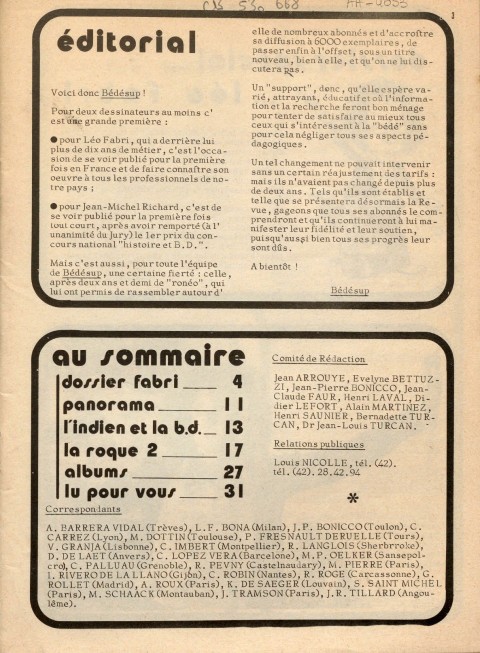 1
éditorial
Voici donc Bédésup !
Pour deux dessinateurs au moins c'
est une grande première :
● pour Léo Fabri, qui a derrière lui
plus de dix ans de métier, c'est l'occa-
sion de se voir publié pour la première
fois en France et de faire connaître son
oeuvre à tous les professionnels de no-
tre pays ;
● pour Jean-Michel Richard, c'est de
se voir publié pour la première fois
tout court, après avoir remporté (à l'
unanimité du Jury) le 1er prix du con-
cours national "histoire et B.D.".
Mais c'est aussi, pour toute l'équipe
de Bédésup, une certaine fierté : celle,
après deux ans et demi de "ronéo", qui
lui ont permis de rassembler autour d'
elle de nombreux abonnés et d'accroître
sa diffusion à 6000 exemplaires, de
passer enfin à l'offset, sous un titre
nouveau, bien à elle, et qu'on ne lui dis-
cutera pas.
Un "support", donc, qu'elle espère va-
rié, attrayant, éducatif et où l'informa-
tion et la recherche feront bon ménage
pour tenter de satisfaire au mieux tous
ceux qui s'intéressent à la "bédé" sans
pour cela négliger tous ses aspects pé-
dagogiques.
Un tel changement ne pouvait intervenir
sans un certain réajustement des tarifs :
mais ils n'avaient pas changé depuis plus
de deux ans. Tels qu'ils sont établis et
telle que se présentera désormais la Re-
vue, gageons que tous ses abonnés le com-
prendront et qu'ils continueront à lui ma-
nifester leur fidélité et leur soutien,
puisqu'aussi bien tous ses progrès leur
sont dûs.
A bientôt !
Bédésup
au sommaire
dossier fabri 4
panorama 11
l'indien et la b.d. 13
la roque 2 17
albums 27
lu pour vous 31
Comité de Rédaction
Jean ARROUYE, Evelyne BETTUZ-
ZI, Jean-Pierre BONICCO, Jean-
Claude FAUR, Henri LAVAL, Di-
dier LEFORT, Alain MARTINEZ,
Henri SAUNIER, Bernadette TUR-
CAN, Dr Jean-Louis TURCAN.
Relations publiques
Louis NICOLLE, tél. (42).
tél. (42). 28.42.94
*
Correspondants
A. BARRERA VIDAL (Trèves), L. F. BONA (Milan), J. P. BONICCO (Toulon), C.
CARREZ (Lyon), M. DOTTIN (Toulouse), P. FRESNAULT DERUELLE (Tours),
V. GRANJA (Lisbonne), C. IMBERT (Montpellier), R. LANGLOIS (Sherbroke),
D. DE LAET (Anvers), C. LOPEZ VERA (Barcelone), M. P. OELKER (Sansepol-
cro), C. PALLUAU (Grenoble), R. PEVNY (Castelnaudary), M. PIERRE (Paris),
I. RIVERO DE LA LLANO (Gijón), C. ROBIN (Nantes), R. ROGE (Carcassonne), G.
ROLLET (Madrid), A. ROUX (Paris), K. DE SAEGER (Louvain), S. SAINT MICHEL
(Paris), M. SCHAACK (Montauban), J. TRAMSON (Paris), J. R. TILLARD (Angou-
lême).